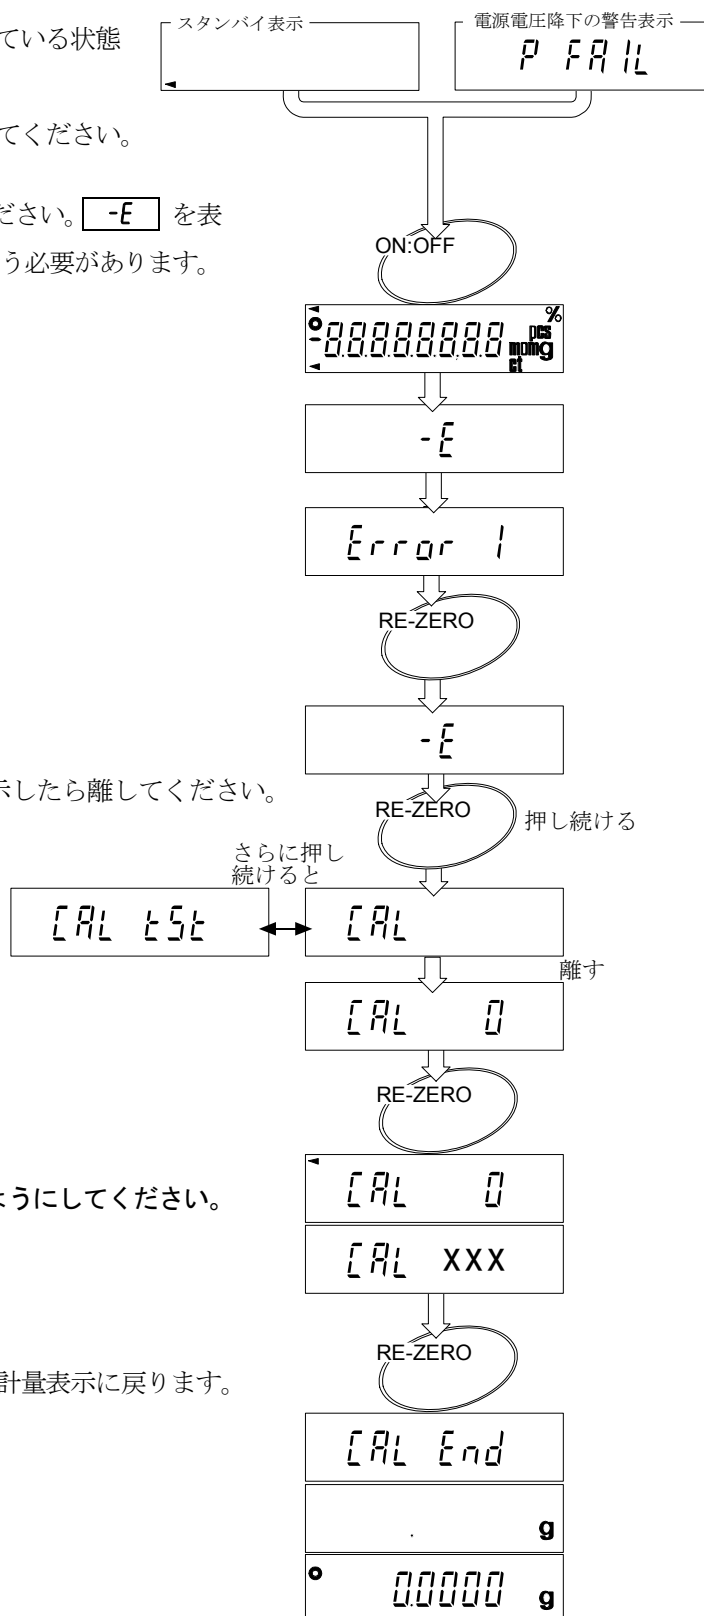 ている状態
スタンバイ表示
電源電圧降下の警告表示
P FAIL
てください。
ださい。 -E を表
う必要があります。
ON:OFF
-8.8.8.8.8.8.8.8 % pcs mom g ct
-E
Error 1
RE-ZERO
-E
示したら離してください。
RE-ZERO
押し続ける
さらに押し
続けると
CAL tSt
CAL
離す
CAL 0
RE-ZERO
CAL 0
ようにしてください。
CAL XXX
RE-ZERO
計量表示に戻ります。
CAL End
. g
0.0000 g